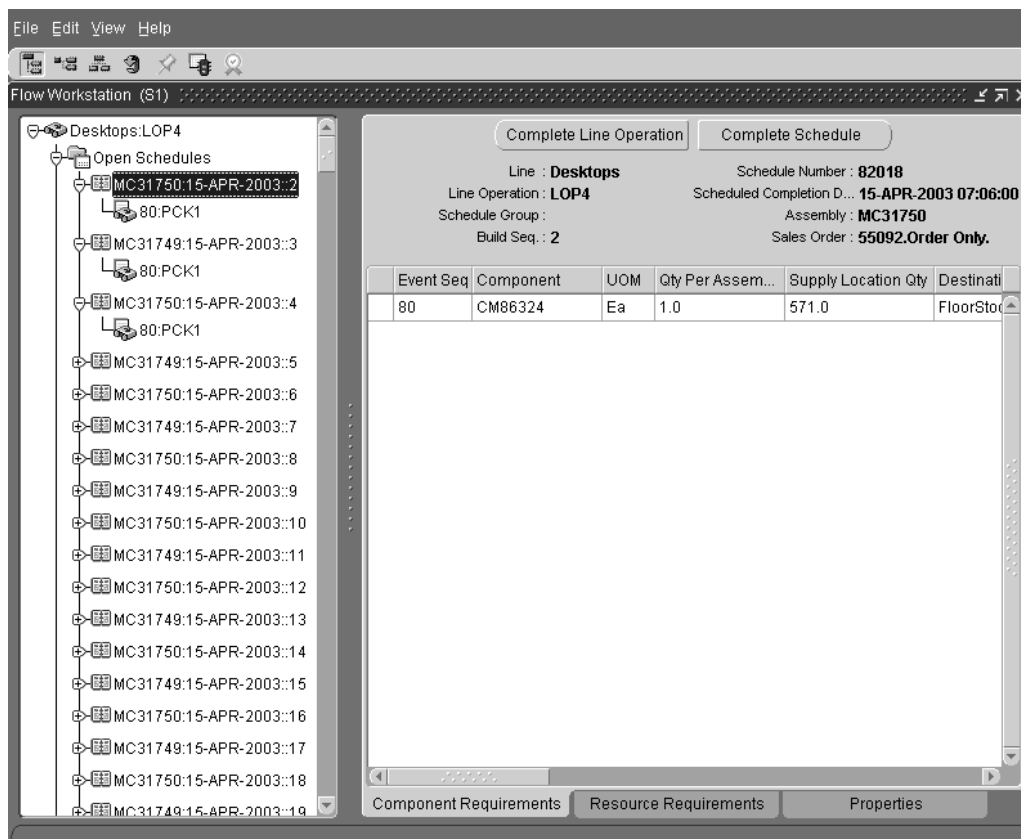 File Edit View Help
Flow Workstation (S1)
Desktops:LOP4
Open Schedules
MC31750:15-APR-2003::2
80:PCK1
MC31749:15-APR-2003::3
80:PCK1
MC31750:15-APR-2003::4
80:PCK1
MC31749:15-APR-2003::5
MC31750:15-APR-2003::6
MC31749:15-APR-2003::7
MC31750:15-APR-2003::8
MC31749:15-APR-2003::9
MC31750:15-APR-2003::10
MC31749:15-APR-2003::11
MC31750:15-APR-2003::12
MC31749:15-APR-2003::13
MC31750:15-APR-2003::14
MC31749:15-APR-2003::15
MC31750:15-APR-2003::16
MC31749:15-APR-2003::17
MC31750:15-APR-2003::18
MC31749:15-APR-2003::19
Complete Line Operation Complete Schedule
Line : Desktops Schedule Number : 82018
Line Operation : LOP4 Scheduled Completion D... 15-APR-2003 07:06:00
Schedule Group : Assembly : MC31750
Build Seq. : 2 Sales Order : 55092.Order Only.
Event Seq Component UOM Qty Per Assem... Supply Location Qty Destinati
80 CM86324 Ea 1.0 571.0 FloorStoc
Component Requirements Resource Requirements Properties